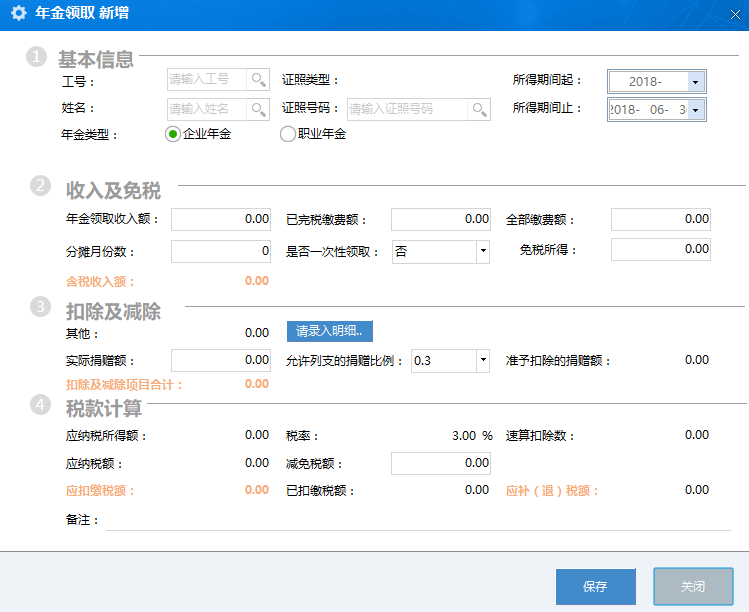 年金领取 新增
1 基本信息
工号： 请输入工号 证照类型： 所得期间起： 2018-
姓名： 请输入姓名 证照号码： 请输入证照号码 所得期间止： 2018- 06- 3
年金类型： 企业年金 职业年金
2 收入及免税
年金领取收入额： 0.00 已完税缴费额： 0.00 全部缴费额： 0.00
分摊月份数： 0 是否一次性领取： 否 免税所得： 0.00
含税收入额： 0.00
3 扣除及减除
其他： 0.00 请录入明细..
实际捐赠额： 0.00 允许列支的捐赠比例： 0.3 准予扣除的捐赠额： 0.00
扣除及减除项目合计： 0.00
4 税款计算
应纳税所得额： 0.00 税率： 3.00 % 速算扣除数： 0.00
应纳税额： 0.00 减免税额： 0.00
应扣缴税额： 0.00 已扣缴税额： 0.00 应补（退）税额： 0.00
备注：
保存 关闭